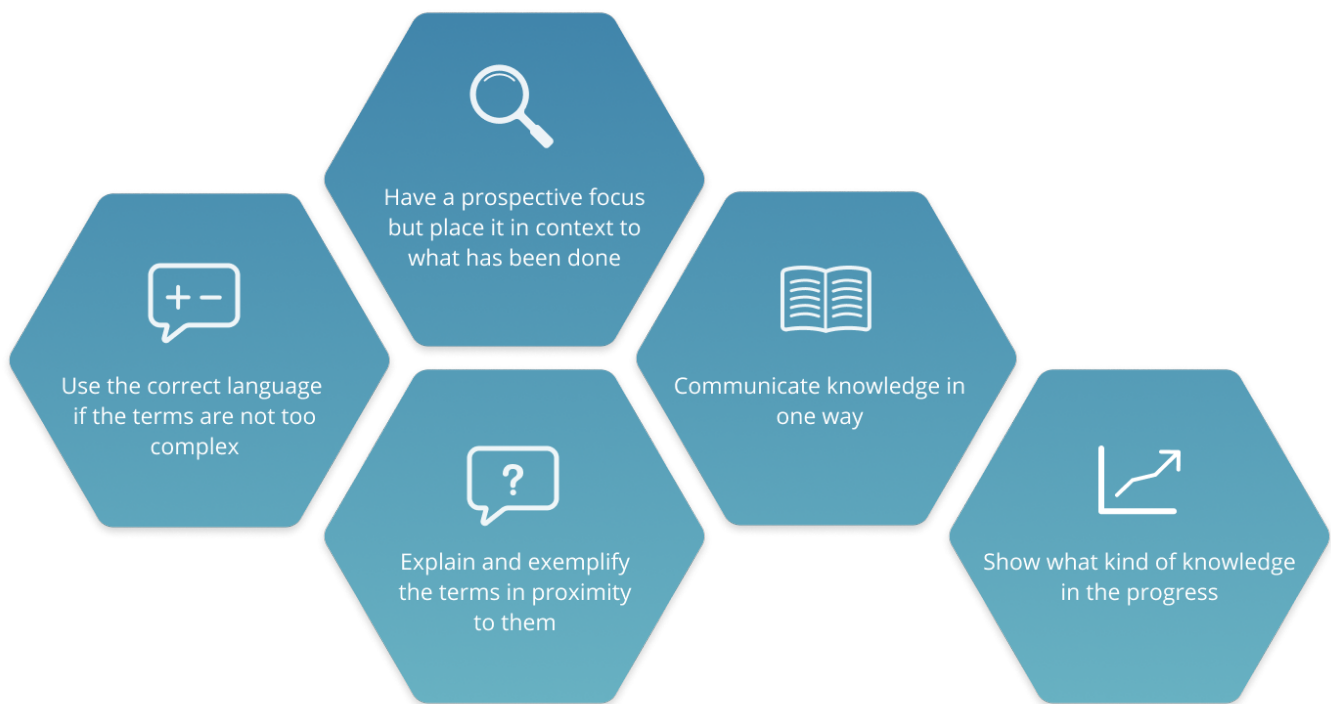 Have a prospective focus
but place it in context to
what has been done
Use the correct language
if the terms are not too
complex
+ −
Communicate knowledge in
one way
?
Explain and exemplify
the terms in proximity
to them
Show what kind of knowledge
in the progress